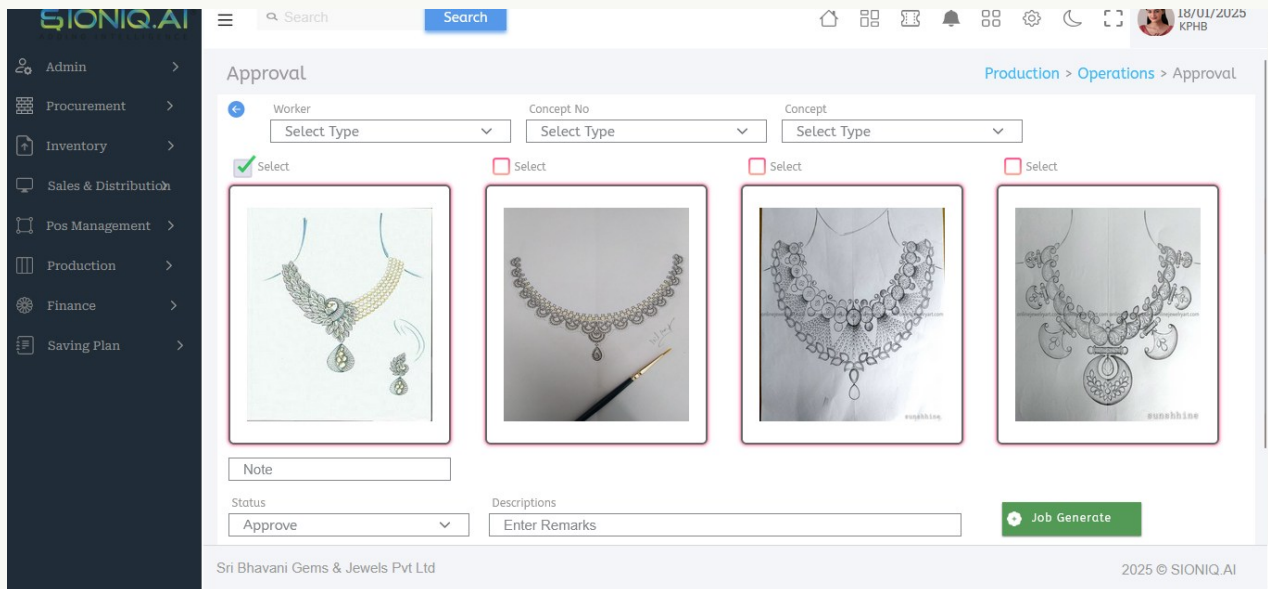 SIONIQ.AI
Search
Search
18/01/2025
KPHB
Admin
Procurement
Inventory
Sales & Distribution
Pos Management
Production
Finance
Saving Plan
Approval
Production > Operations > Approval
Worker
Concept No
Concept
Select Type
Select Type
Select Type
Select
Select
Select
Select
sunshhine
sunshhine
Note
Status
Descriptions
Approve
Enter Remarks
Job Generate
Sri Bhavani Gems & Jewels Pvt Ltd
2025 © SIONIQ.AI